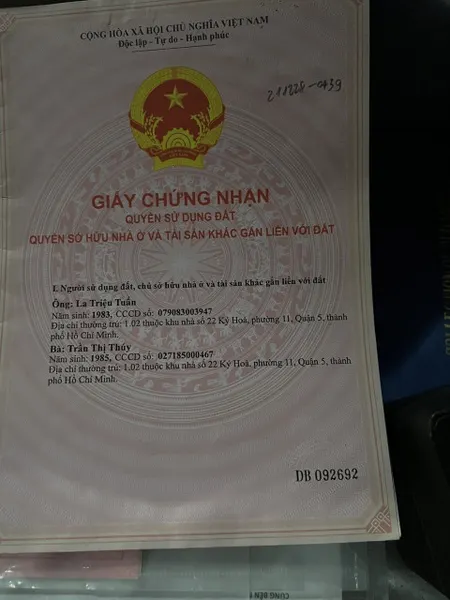 CỘNG HÒA XÃ HỘI CHỦ NGHĨA VIỆT NAM
Độc lập - Tự do - Hạnh phúc
211228-0439
GIẤY CHỨNG NHẬN
QUYỀN SỬ DỤNG ĐẤT
QUYỀN SỞ HỮU NHÀ Ở VÀ TÀI SẢN KHÁC GẮN LIỀN VỚI ĐẤT
I. Người sử dụng đất, chủ sở hữu nhà ở và tài sản khác gắn liền với đất
Ông: La Triệu Tuấn
Năm sinh: 1983, CCCD số: 079083003947
Địa chỉ thường trú: 1.02 thuộc khu nhà số 22 Ký Hoà, phường 11, Quận 5, thành
phố Hồ Chí Minh.
Bà: Trần Thị Thúy
Năm sinh: 1985, CCCD số: 027185000467
Địa chỉ thường trú: 1.02 thuộc khu nhà số 22 Ký Hoà, phường 11, Quận 5, thành
phố Hồ Chí Minh.
DB 092692
CUNG BÊN